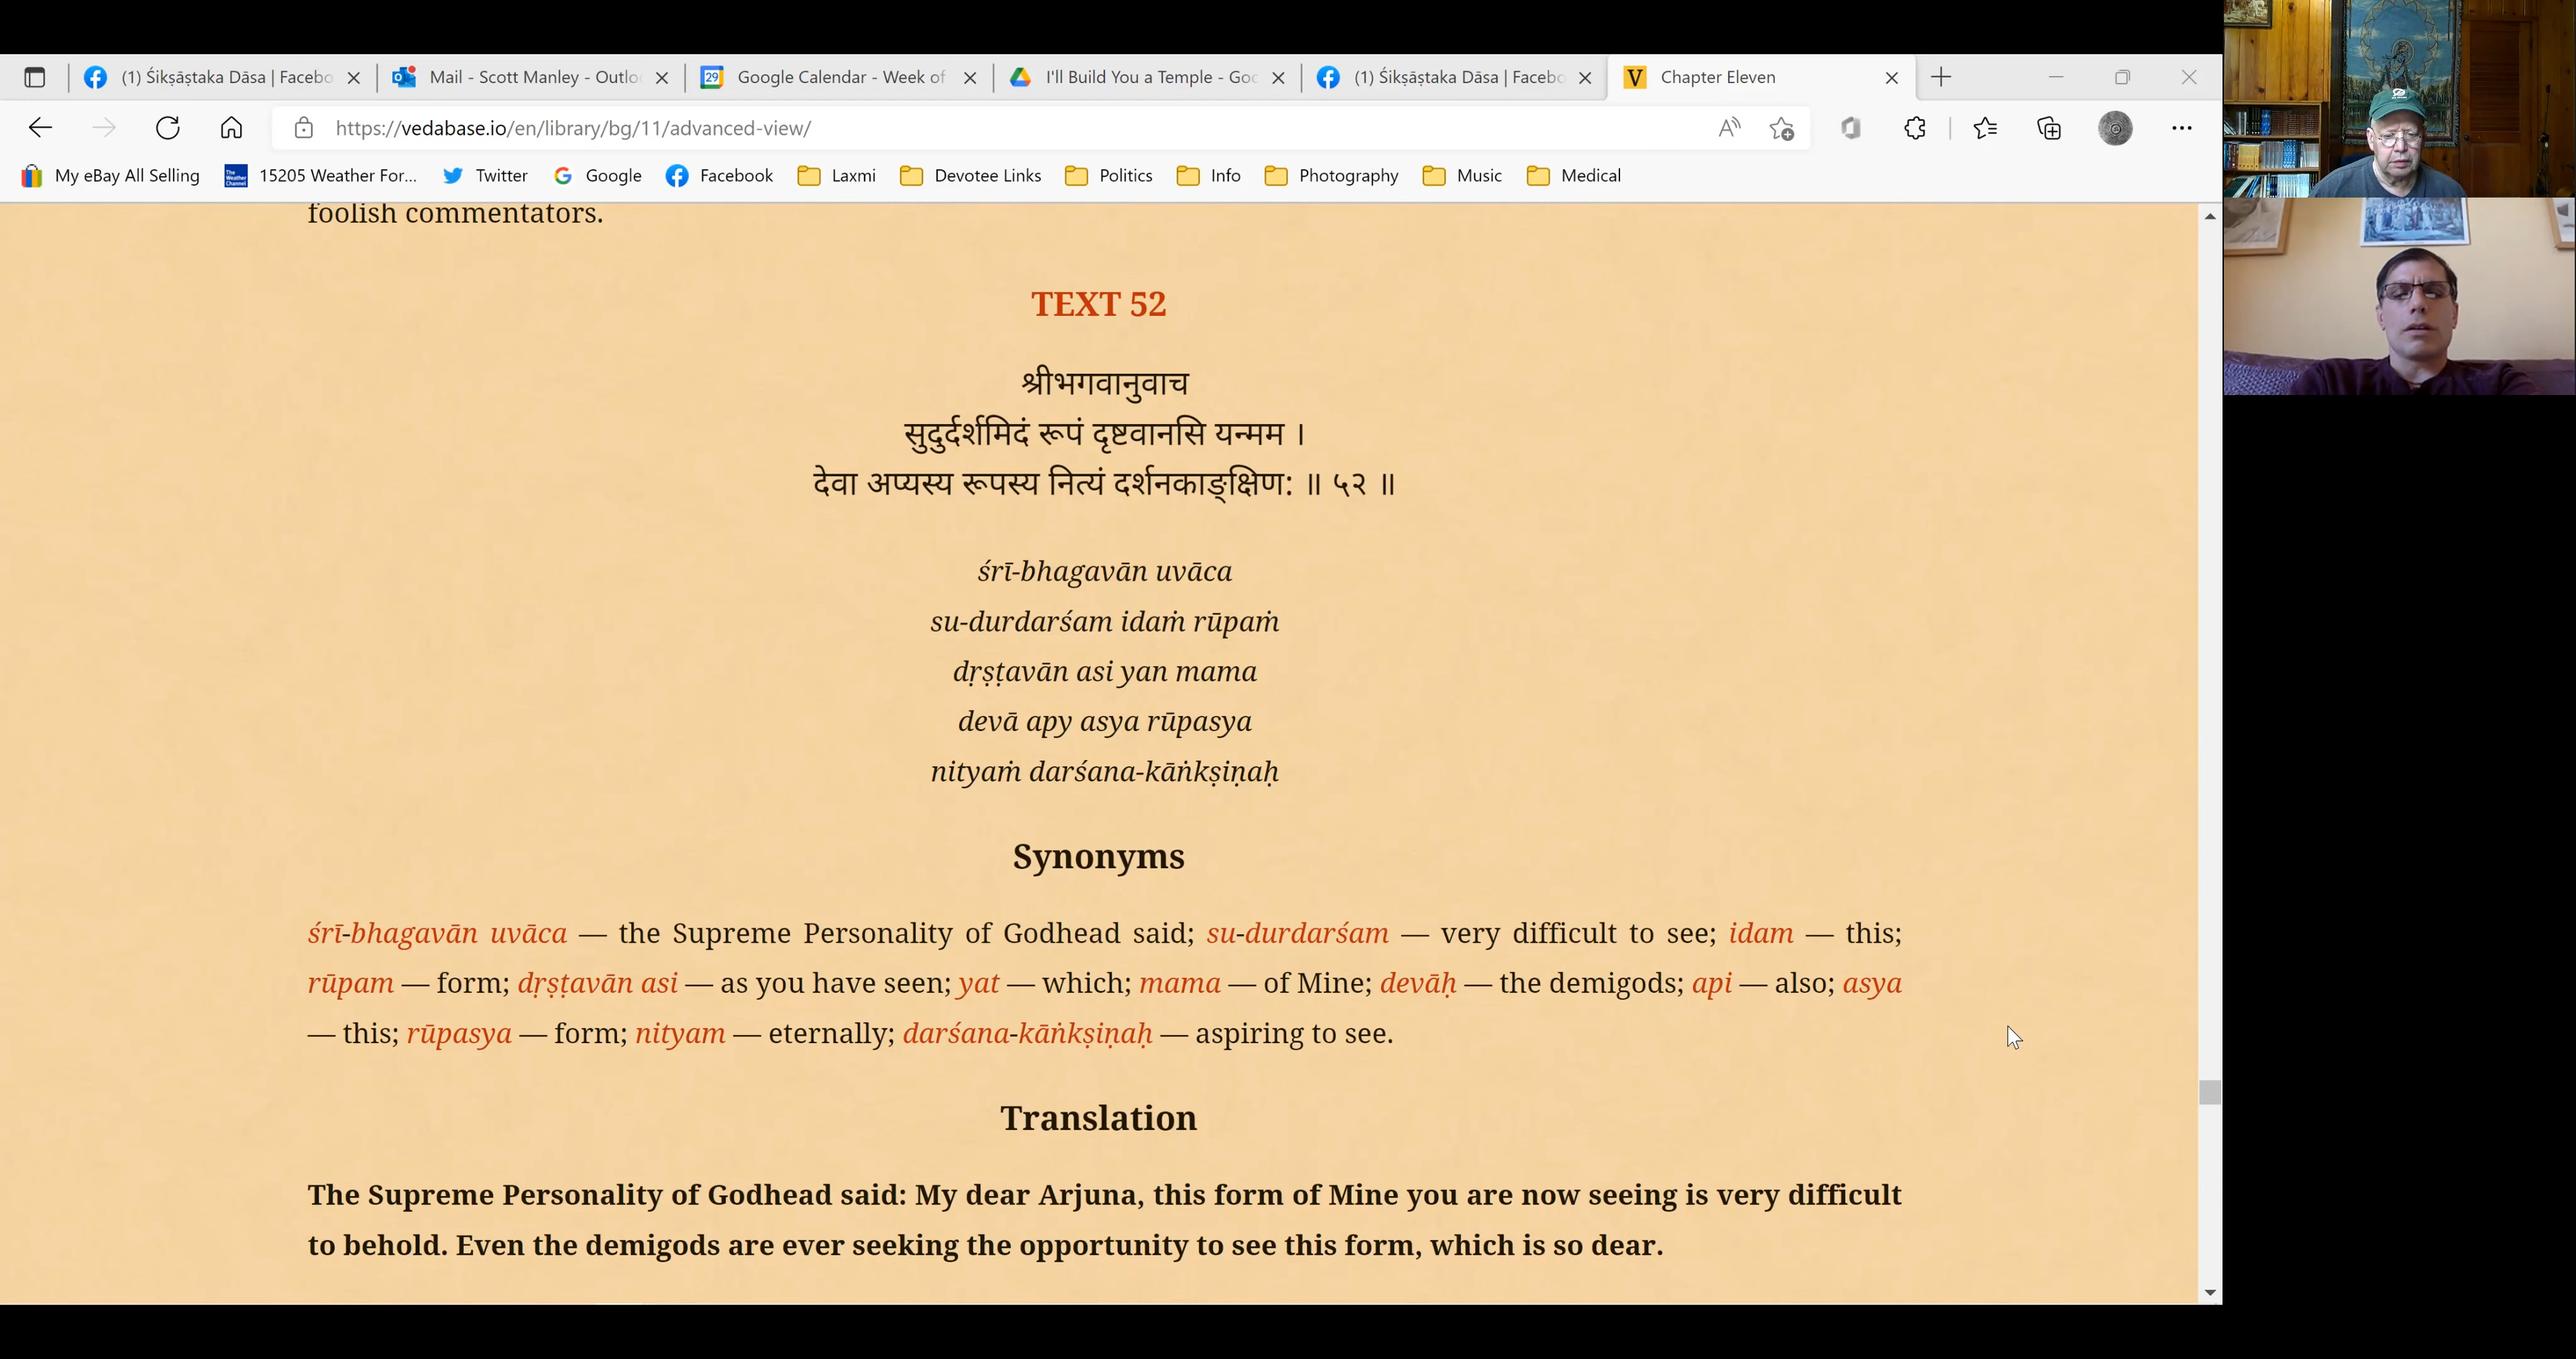 (1) Śikṣāṣṭaka Dāsa | Facebo
Mail - Scott Manley - Outlo
29
Google Calendar - Week of
I'll Build You a Temple - Goo
(1) Śikṣāṣṭaka Dāsa | Facebo
V
Chapter Eleven
https://vedabase.io/en/library/bg/11/advanced-view/
My eBay All Selling
15205 Weather For...
Twitter
Google
Facebook
Laxmi
Devotee Links
Politics
Info
Photography
Music
Medical
foolish commentators.
TEXT 52
श्रीभगवानुवाच
सुदुर्दर्शमिदं रूपं दृष्टवानसि यन्मम ।
देवा अप्यस्य रूपस्य नित्यं दर्शनकाङ्‍क्षिण: ॥ ५२ ॥
śrī-bhagavān uvāca
su-durdarśam idaṁ rūpaṁ
dṛṣṭavān asi yan mama
devā apy asya rūpasya
nityaṁ darśana-kāṅkṣiṇaḥ
Synonyms
śrī-bhagavān uvāca — the Supreme Personality of Godhead said; su-durdarśam — very difficult to see; idam — this;
rūpam — form; dṛṣṭavān asi — as you have seen; yat — which; mama — of Mine; devāḥ — the demigods; api — also; asya
— this; rūpasya — form; nityam — eternally; darśana-kāṅkṣiṇaḥ — aspiring to see.
Translation
The Supreme Personality of Godhead said: My dear Arjuna, this form of Mine you are now seeing is very difficult
to behold. Even the demigods are ever seeking the opportunity to see this form, which is so dear.